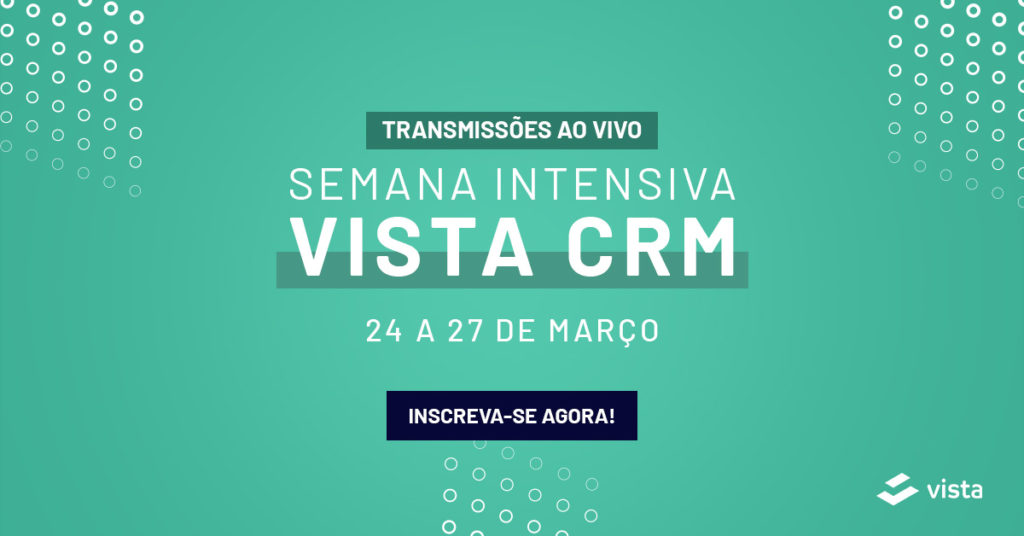 TRANSMISSÕES AO VIVO
SEMANA INTENSIVA
VISTA CRM
24 A 27 DE MARÇO
INSCREVA-SE AGORA!
vista